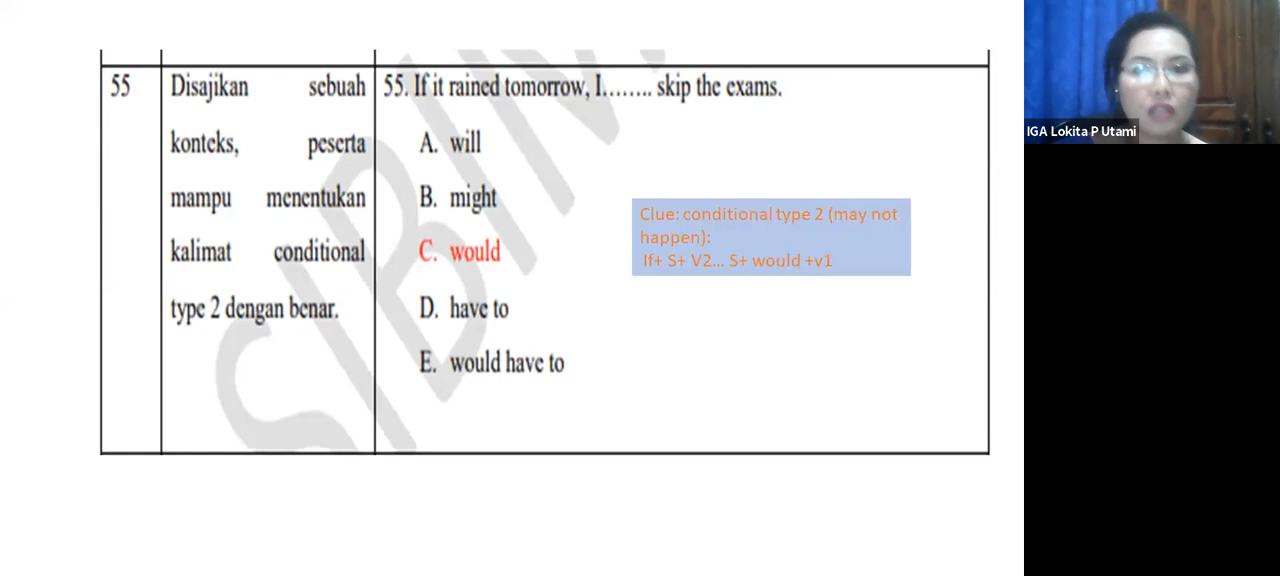 55
Disajikan sebuah
konteks, peserta
mampu menentukan
kalimat conditional
type 2 dengan benar.
55. If it rained tomorrow, I…….. skip the exams.
A. will
B. might
C. would
D. have to
E. would have to
Clue: conditional type 2 (may not
happen):
If+ S+ V2... S+ would +v1
IGA Lokita P Utami